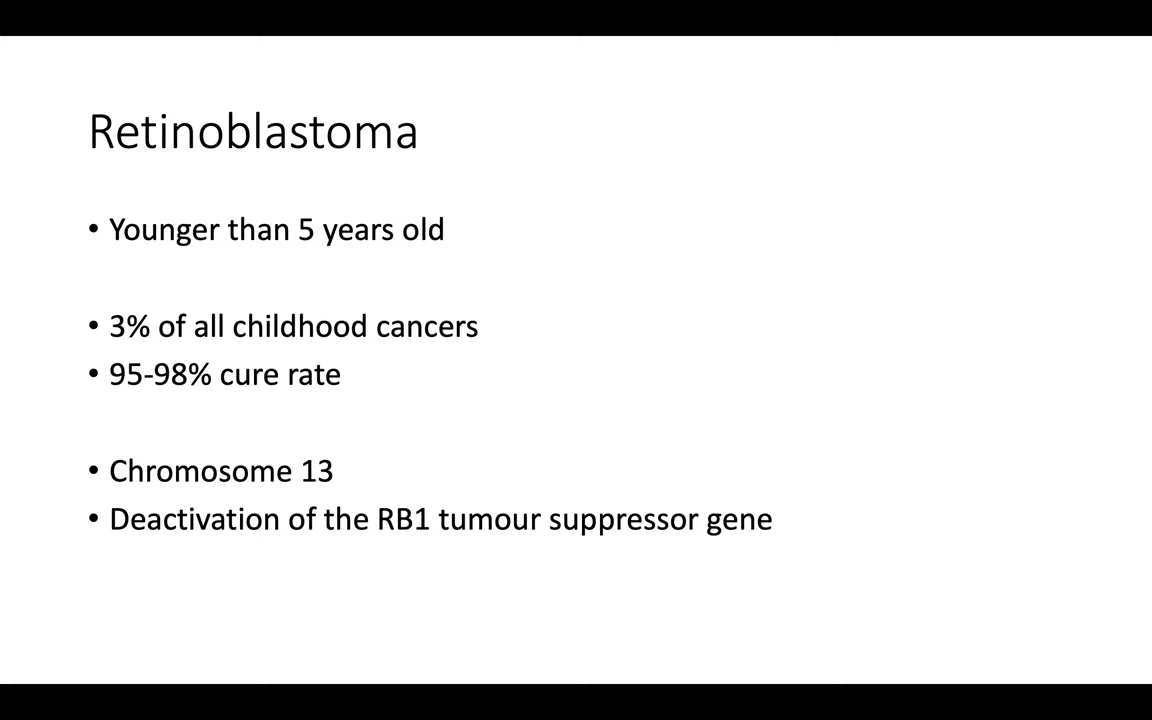 Retinoblastoma
• Younger than 5 years old
• 3% of all childhood cancers
• 95-98% cure rate
• Chromosome 13
• Deactivation of the RB1 tumour suppressor gene